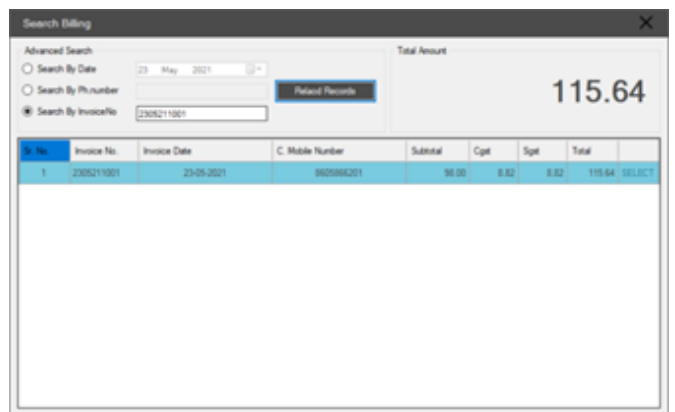 Search Billing
Advanced Search
Total Amount
Search By Date 23 May 2021
Search By Ph.number
Relaod Records
115.64
Search By InvoiceNo 2305211001
Sr. No. Invoice No. Invoice Date C. Mobile Number Subtotal Cgst Sgst Total
1 2305211001 23-05-2021 8605866201 98.00 8.82 8.82 115.64 SELECT